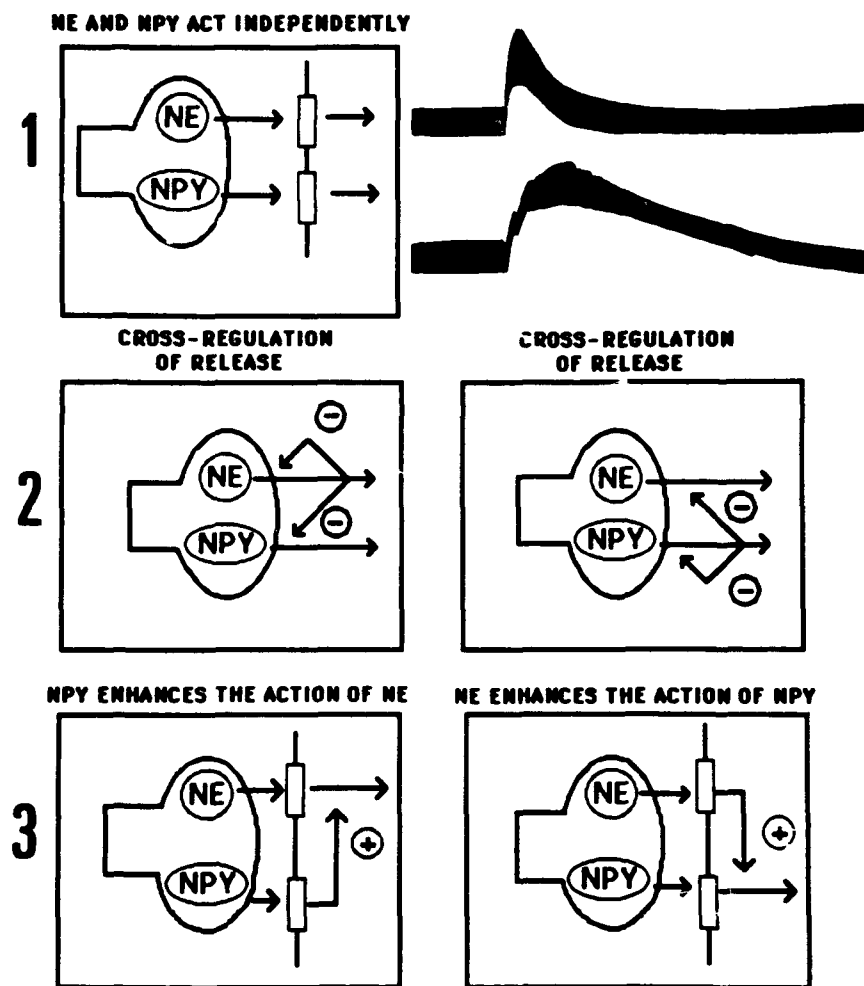 NE AND NPY ACT INDEPENDENTLY
1
NE
NPY
CROSS-REGULATION
OF RELEASE
CROSS-REGULATION
OF RELEASE
2
NE
NPY
NE
NPY
NPY ENHANCES THE ACTION OF NE
NE ENHANCES THE ACTION OF NPY
3
NE
NPY
NE
NPY